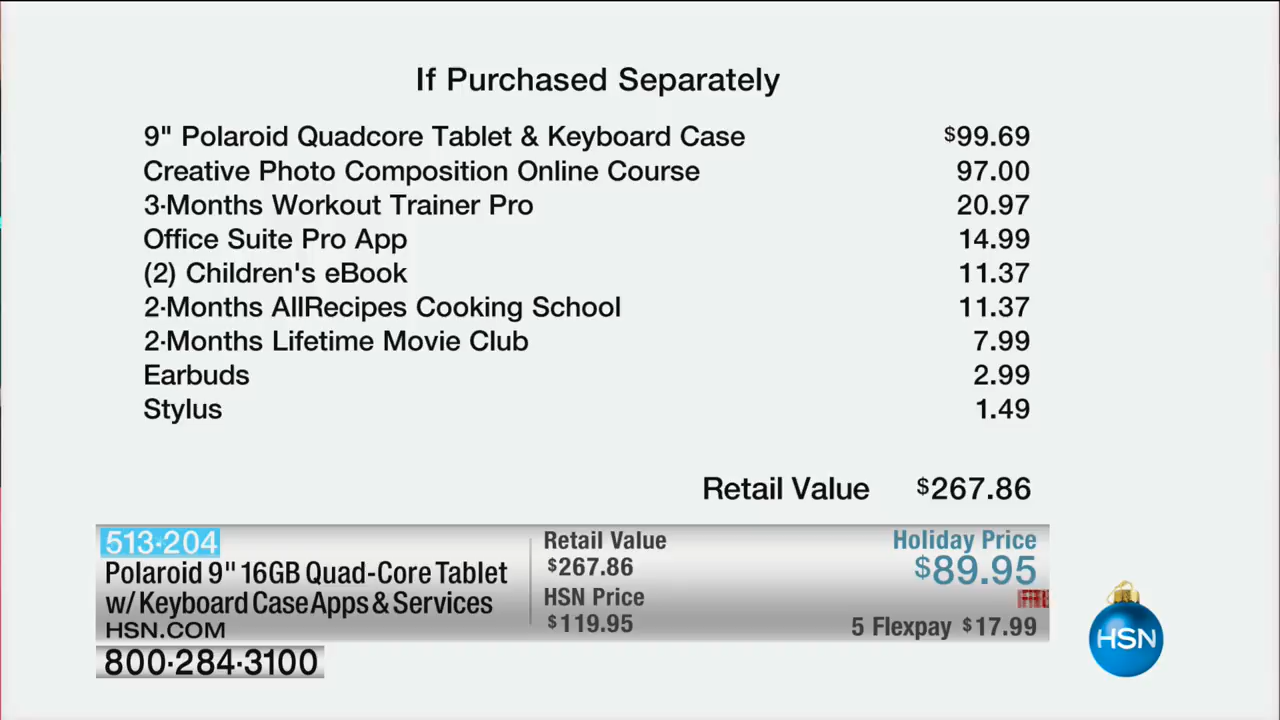 If Purchased Separately
9" Polaroid Quadcore Tablet & Keyboard Case $99.69
Creative Photo Composition Online Course 97.00
3-Months Workout Trainer Pro 20.97
Office Suite Pro App 14.99
(2) Children's eBook 11.37
2-Months AllRecipes Cooking School 11.37
2-Months Lifetime Movie Club 7.99
Earbuds 2.99
Stylus 1.49
Retail Value $267.86
513-204
Polaroid 9" 16GB Quad-Core Tablet
w/ Keyboard Case Apps & Services
HSN.COM
800-284-3100
Retail Value
$267.86
HSN Price
$119.95
Holiday Price
$89.95
5 Flexpay $17.99
HSN